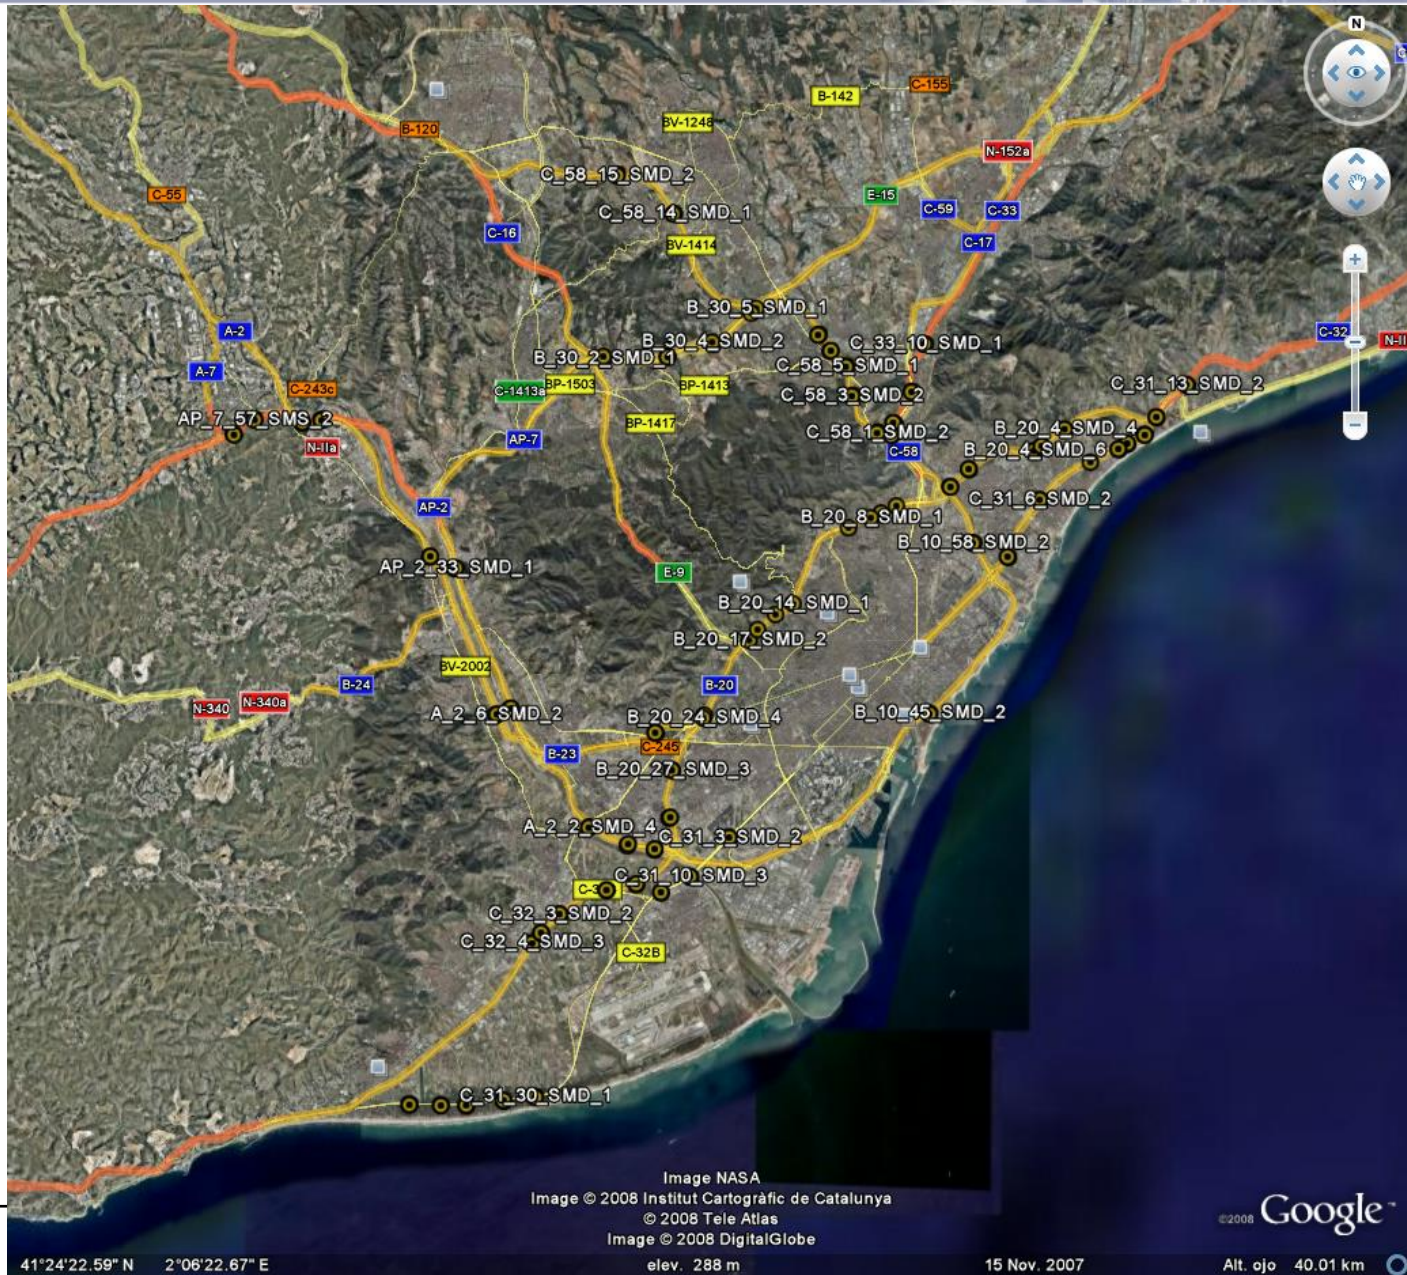 N
B-142
C-155
BV-1248
B-120
N-152a
C_58_15_SMD_2
C-55
E-15
C-59
C-33
C_58_14_SMD_1
C-16
BV-1414
C-17
B_30_5_SMD_1
A-2
C-32
N-II
B_30_4_SMD_2
C_33_10_SMD_1
B_30_2_SMD_1
C_58_5_SMD_1
A-7
C-243c
C-1413a
BP-1503
BP-1413
C_31_13_SMD_2
C_58_3_SMD_2
AP_7_57_SMS_2
BP-1417
C_58_1_SMD_2
B_20_4_SMD_4
N-IIa
AP-7
C-58
B_20_4_SMD_6
AP-2
C_31_6_SMD_2
B_20_8_SMD_1
B_10_58_SMD_2
AP_2_33_SMD_1
E-9
B_20_14_SMD_1
B_20_17_SMD_2
BV-2002
B-24
B-20
N-340
N-340a
A_2_6_SMD_2
B_20_24_SMD_4
B_10_45_SMD_2
B-23
C-245
B_20_27_SMD_3
A_2_2_SMD_4
C_31_3_SMD_2
C_31_10_SMD_3
C_32_3_SMD_2
C_32_4_SMD_3
C-32B
C_31_30_SMD_1
Image NASA
Image © 2008 Institut Cartogràfic de Catalunya
© 2008 Tele Atlas
Image © 2008 DigitalGlobe
©2008 Google™
41°24'22.59" N 2°06'22.67" E elev. 288 m 15 Nov. 2007 Alt. ojo 40.01 km